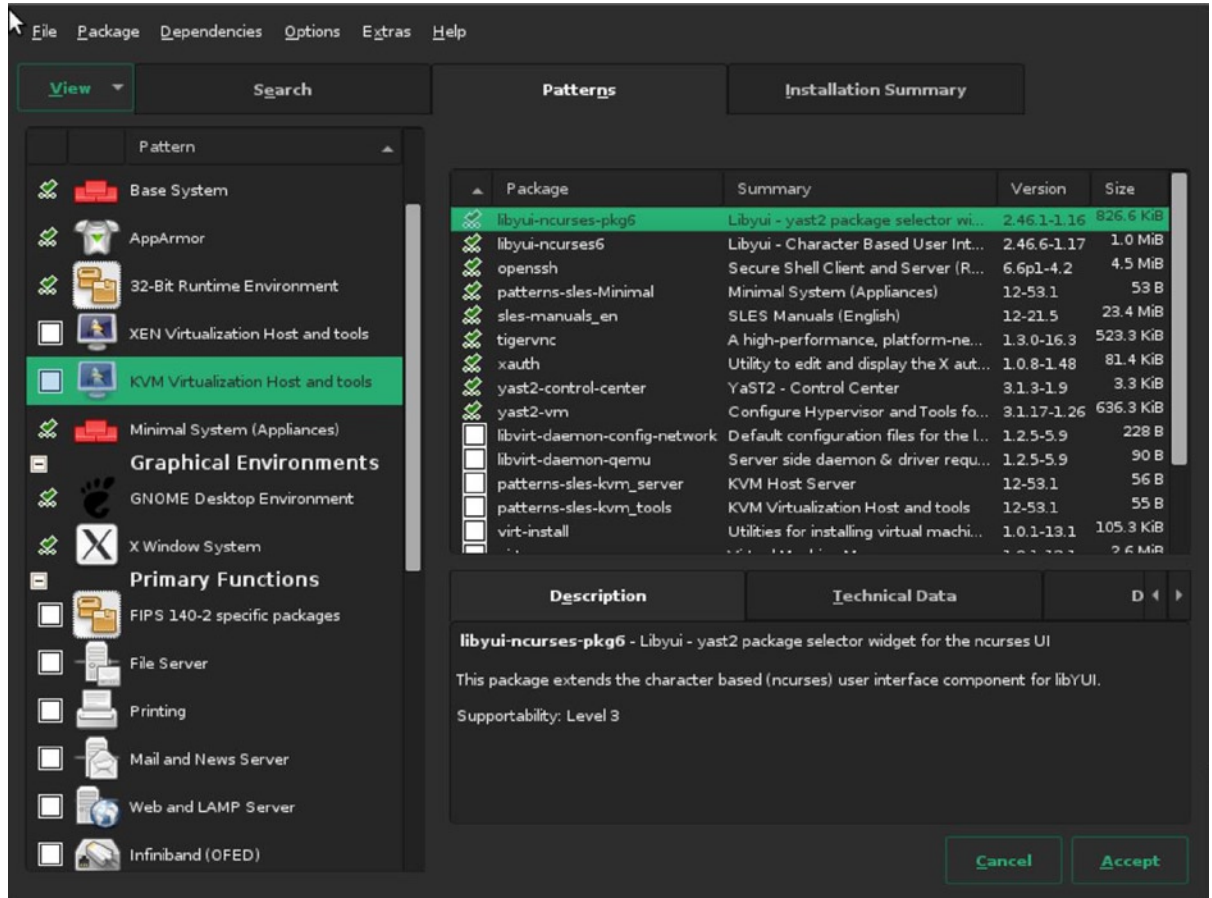 File Package Dependencies Options Extras Help
View Search Patterns Installation Summary
Pattern
Base System
AppArmor
32-Bit Runtime Environment
XEN Virtualization Host and tools
KVM Virtualization Host and tools
Minimal System (Appliances)
Graphical Environments
GNOME Desktop Environment
X Window System
Primary Functions
FIPS 140-2 specific packages
File Server
Printing
Mail and News Server
Web and LAMP Server
Infiniband (OFED)
Package Summary Version Size
libyui-ncurses-pkg6 Libyui - yast2 package selector wi... 2.46.1-1.16 826.6 KiB
libyui-ncurses6 Libyui - Character Based User Int... 2.46.6-1.17 1.0 MiB
openssh Secure Shell Client and Server (R... 6.6p1-4.2 4.5 MiB
patterns-sles-Minimal Minimal System (Appliances) 12-53.1 53 B
sles-manuals_en SLES Manuals (English) 12-21.5 23.4 MiB
tigervnc A high-performance, platform-ne... 1.3.0-16.3 523.3 KiB
xauth Utility to edit and display the X aut... 1.0.8-1.48 81.4 KiB
yast2-control-center YaST2 - Control Center 3.1.3-1.9 3.3 KiB
yast2-vm Configure Hypervisor and Tools fo... 3.1.17-1.26 636.3 KiB
libvirt-daemon-config-network Default configuration files for the l... 1.2.5-5.9 228 B
libvirt-daemon-qemu Server side daemon & driver requ... 1.2.5-5.9 90 B
patterns-sles-kvm_server KVM Host Server 12-53.1 56 B
patterns-sles-kvm_tools KVM Virtualization Host and tools 12-53.1 55 B
virt-install Utilities for installing virtual machi... 1.0.1-13.1 105.3 KiB
Description Technical Data D
libyui-ncurses-pkg6 - Libyui - yast2 package selector widget for the ncurses UI
This package extends the character based (ncurses) user interface component for libYUI.
Supportability: Level 3
Cancel Accept